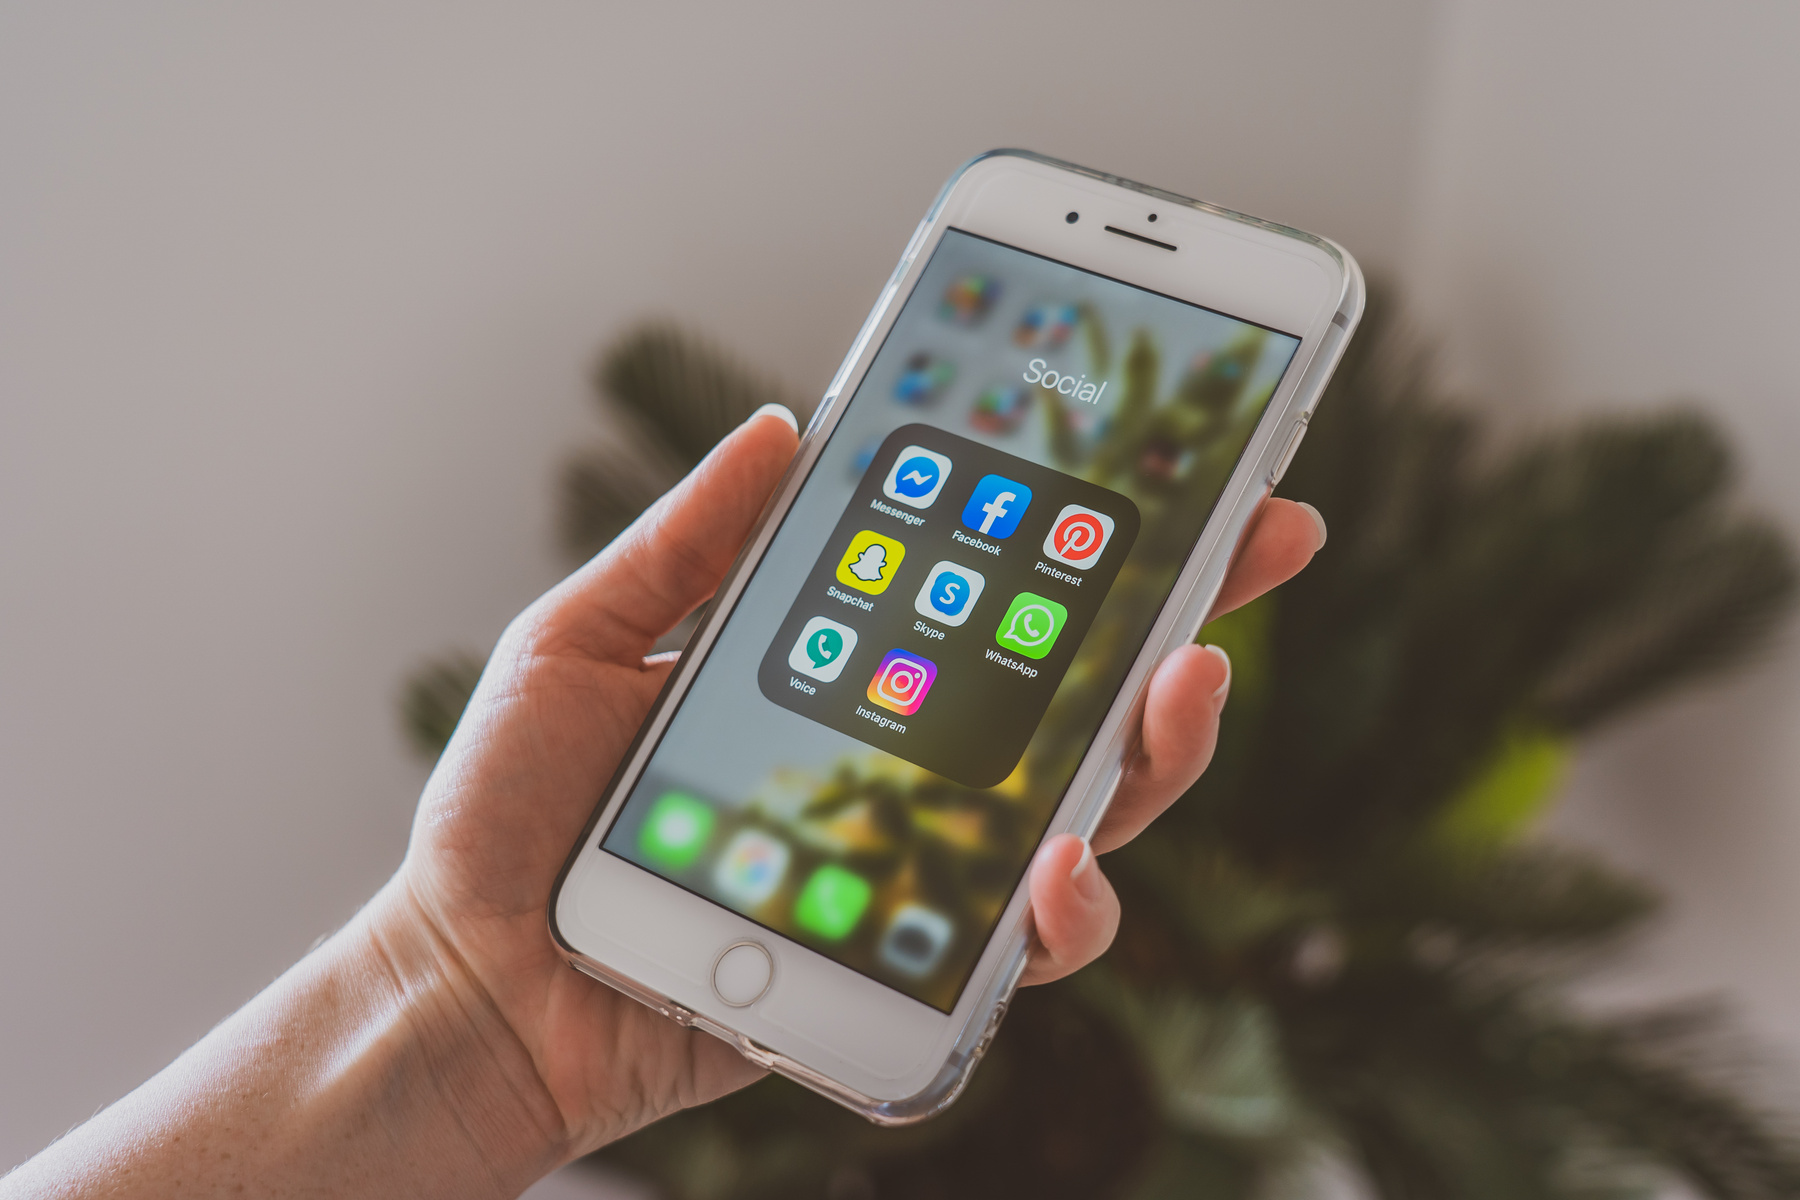 Social
Messenger
Facebook
Pinterest
Snapchat
Skype
WhatsApp
Voice
Instagram